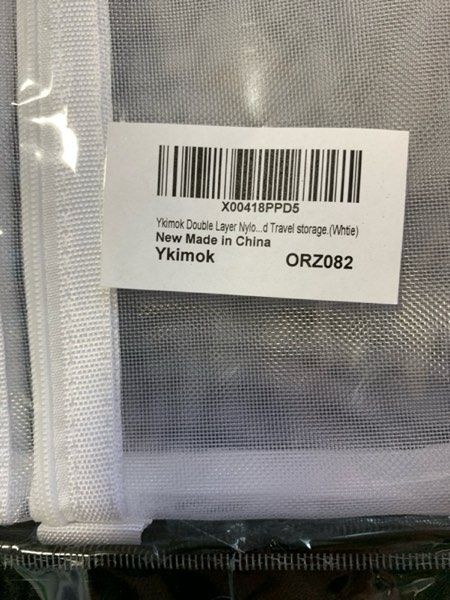 X00418PPD5
Ykimok Double Layer Nylo...d Travel storage.(Whtie)
New Made in China
Ykimok ORZ082